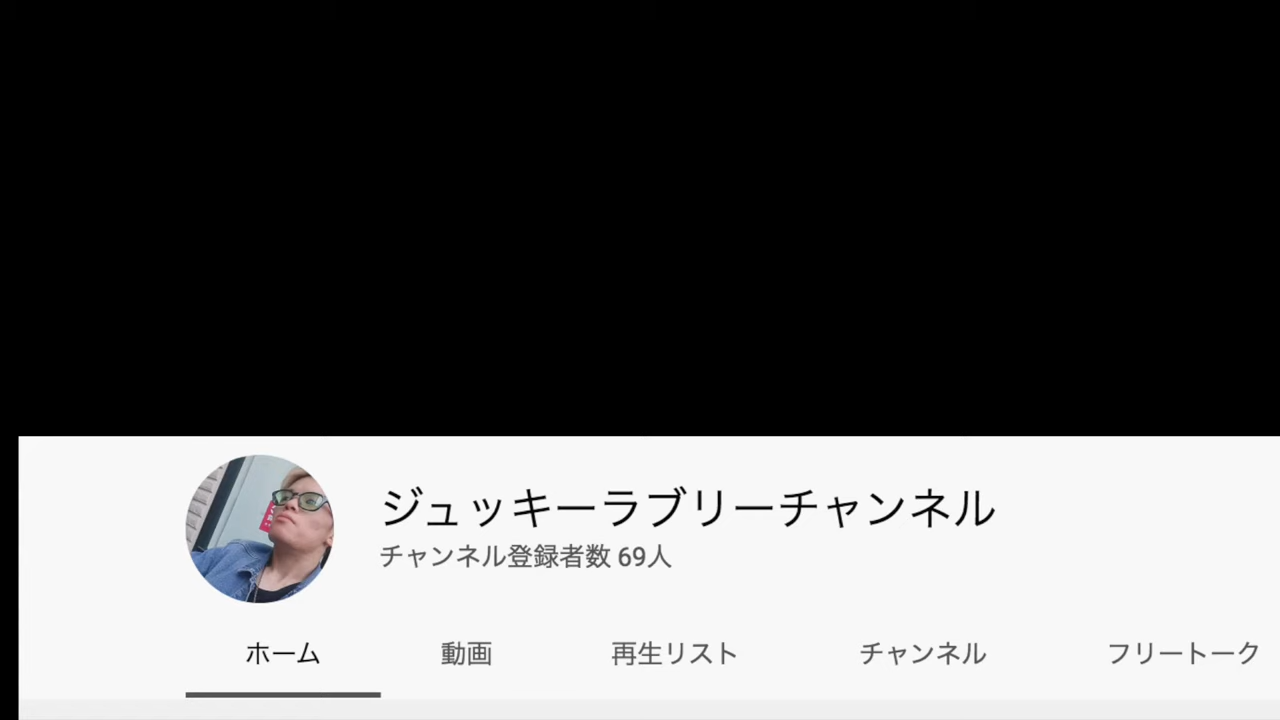 ジュッキーラブリーチャンネル
チャンネル登録者数 69人
ホーム 動画 再生リスト チャンネル フリートーク